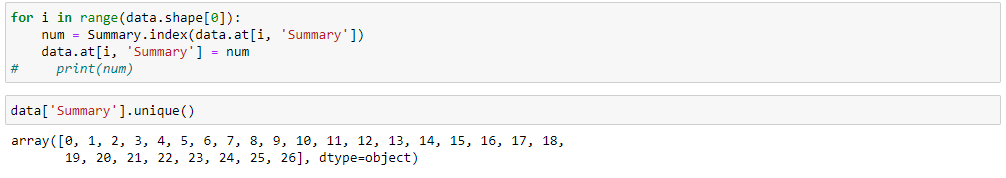 for i in range(data.shape[0]):
    num = Summary.index(data.at[i, 'Summary'])
    data.at[i, 'Summary'] = num
#     print(num)
data['Summary'].unique()
array([0, 1, 2, 3, 4, 5, 6, 7, 8, 9, 10, 11, 12, 13, 14, 15, 16, 17, 18,
       19, 20, 21, 22, 23, 24, 25, 26], dtype=object)